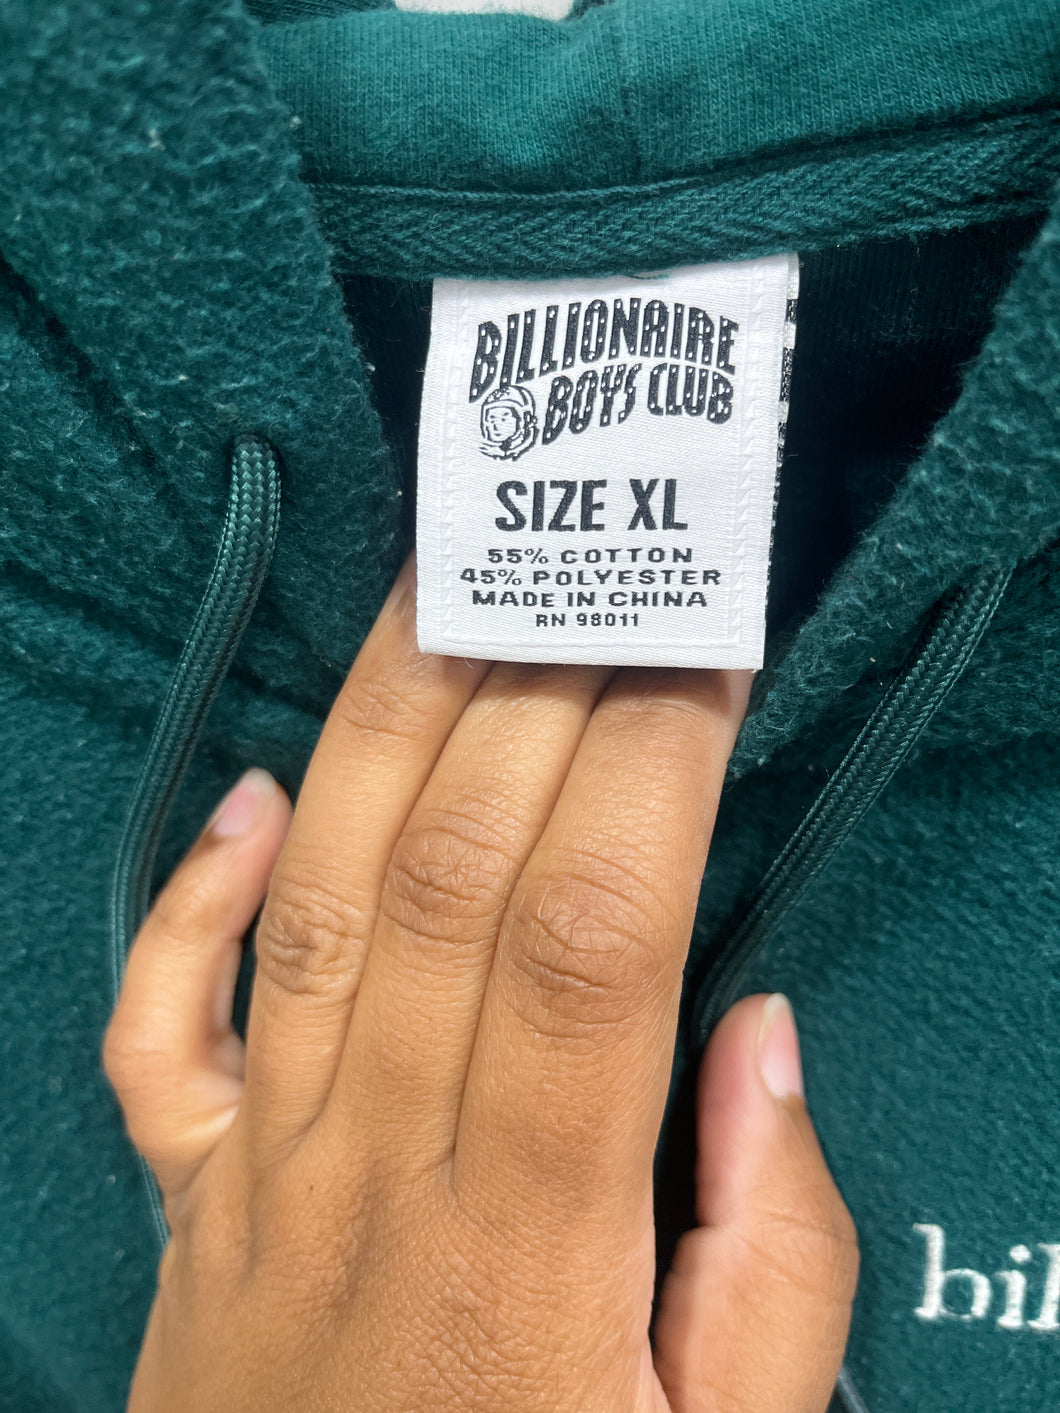 BILLIONAIRE
BOYS CLUB
SIZE XL
55% COTTON
45% POLYESTER
MADE IN CHINA
RN 98011
bil